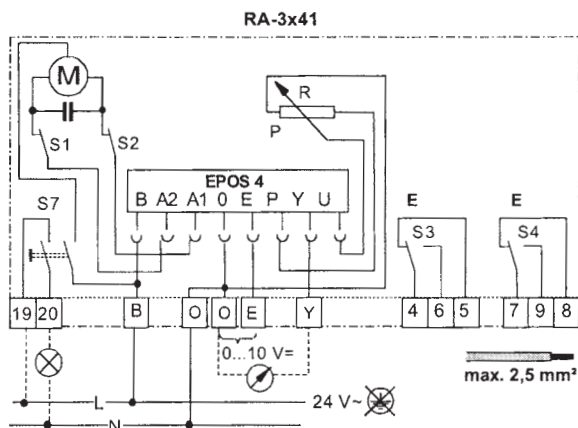 RA-3x41
M
R
P
S1
S2
EPOS 4
B A2 A1 0 E P Y U
S7
E
E
S3
S4
19 20 B O O E Y 4 6 5 7 9 8
0...10 V=
max. 2,5 mm²
L
24 V~
N